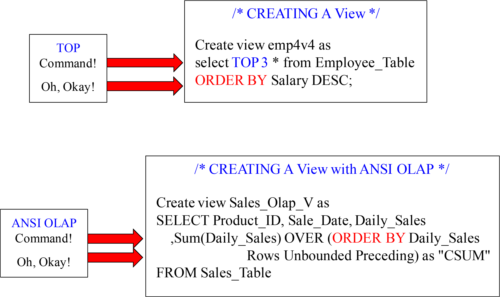 /* CREATING A View */
TOP
Command!
Oh, Okay!
Create view emp4v4 as
select TOP 3 * from Employee_Table
ORDER BY Salary DESC;
/* CREATING A View with ANSI OLAP */
ANSI OLAP
Command!
Oh, Okay!
Create view Sales_Olap_V as
SELECT Product_ID, Sale_Date, Daily_Sales
,Sum(Daily_Sales) OVER (ORDER BY Daily_Sales
Rows Unbounded Preceding) as "CSUM"
FROM Sales_Table